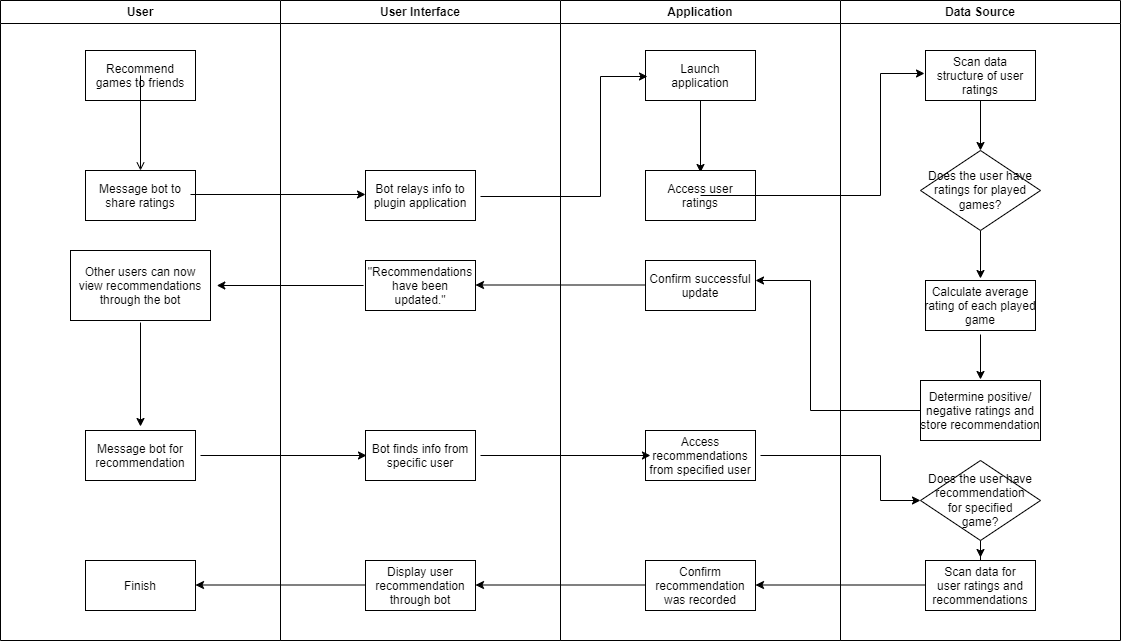 User
User Interface
Application
Data Source
Recommend
games to friends
Launch
application
Scan data
structure of user
ratings
Message bot to
share ratings
Bot relays info to
plugin application
Access user
ratings
Does the user have
ratings for played
games?
Other users can now
view recommendations
through the bot
"Recommendations
have been
updated."
Confirm successful
update
Calculate average
rating of each played
game
Determine positive/
negative ratings and
store recommendation
Message bot for
recommendation
Bot finds info from
specific user
Access
recommendations
from specified user
Does the user have
recommendation
for specified
game?
Finish
Display user
recommendation
through bot
Confirm
recommendation
was recorded
Scan data for
user ratings and
recommendations